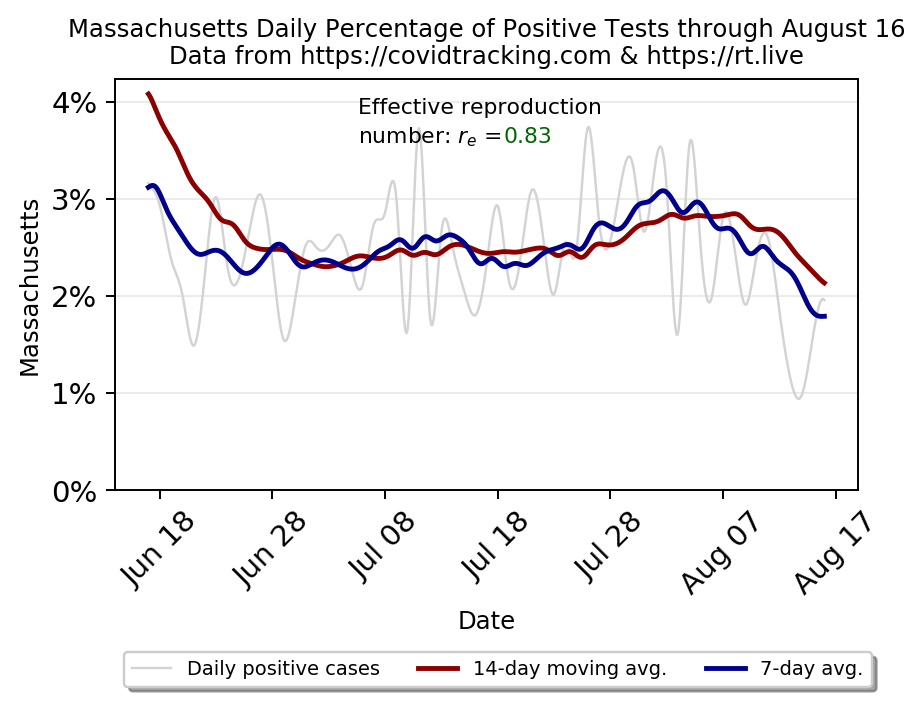 Massachusetts Daily Percentage of Positive Tests through August 16
Data from https://covidtracking.com & https://rt.live
Effective reproduction
number: rₑ =0.83
4%
3%
2%
1%
0%
Massachusetts
Jun 18
Jun 28
Jul 08
Jul 18
Jul 28
Aug 07
Aug 17
Date
Daily positive cases
14-day moving avg.
7-day avg.